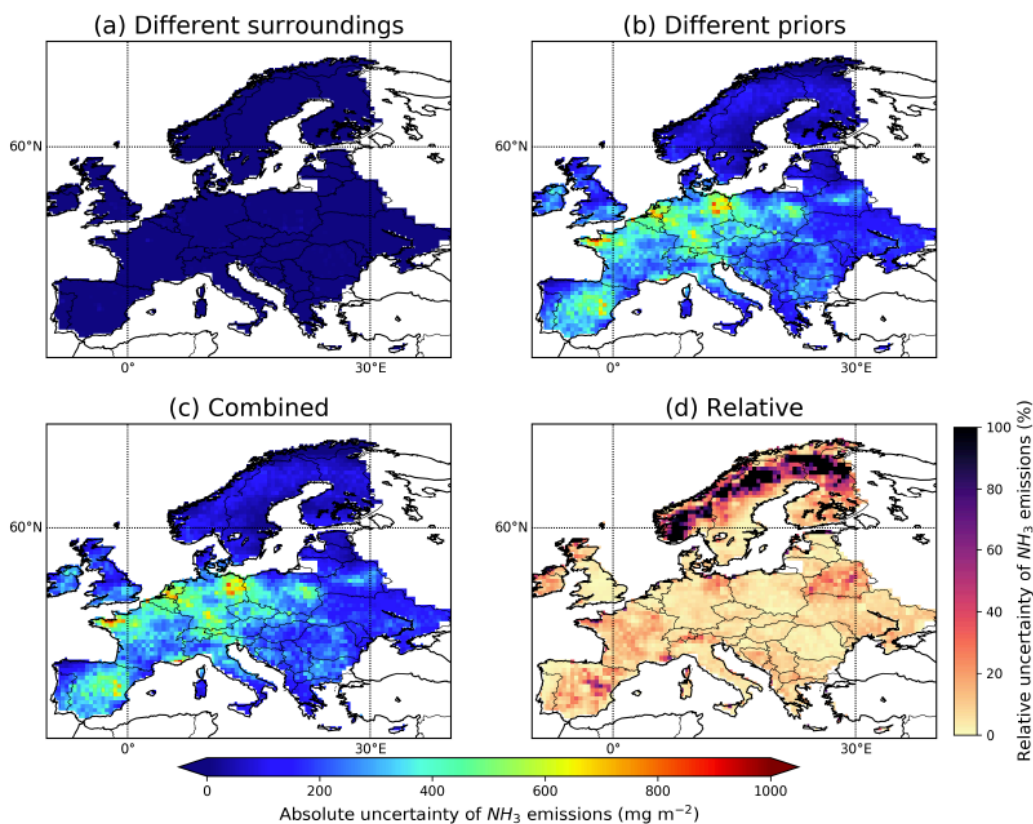 (a) Different surroundings
(b) Different priors
60°N
60°N
0°
30°E
0°
30°E
(c) Combined
(d) Relative
60°N
60°N
0°
30°E
0°
30°E
100
80
60
40
20
0
Relative uncertainty of NH₃ emissions (%)
0
200
400
600
800
1000
Absolute uncertainty of NH₃ emissions (mg m⁻²)